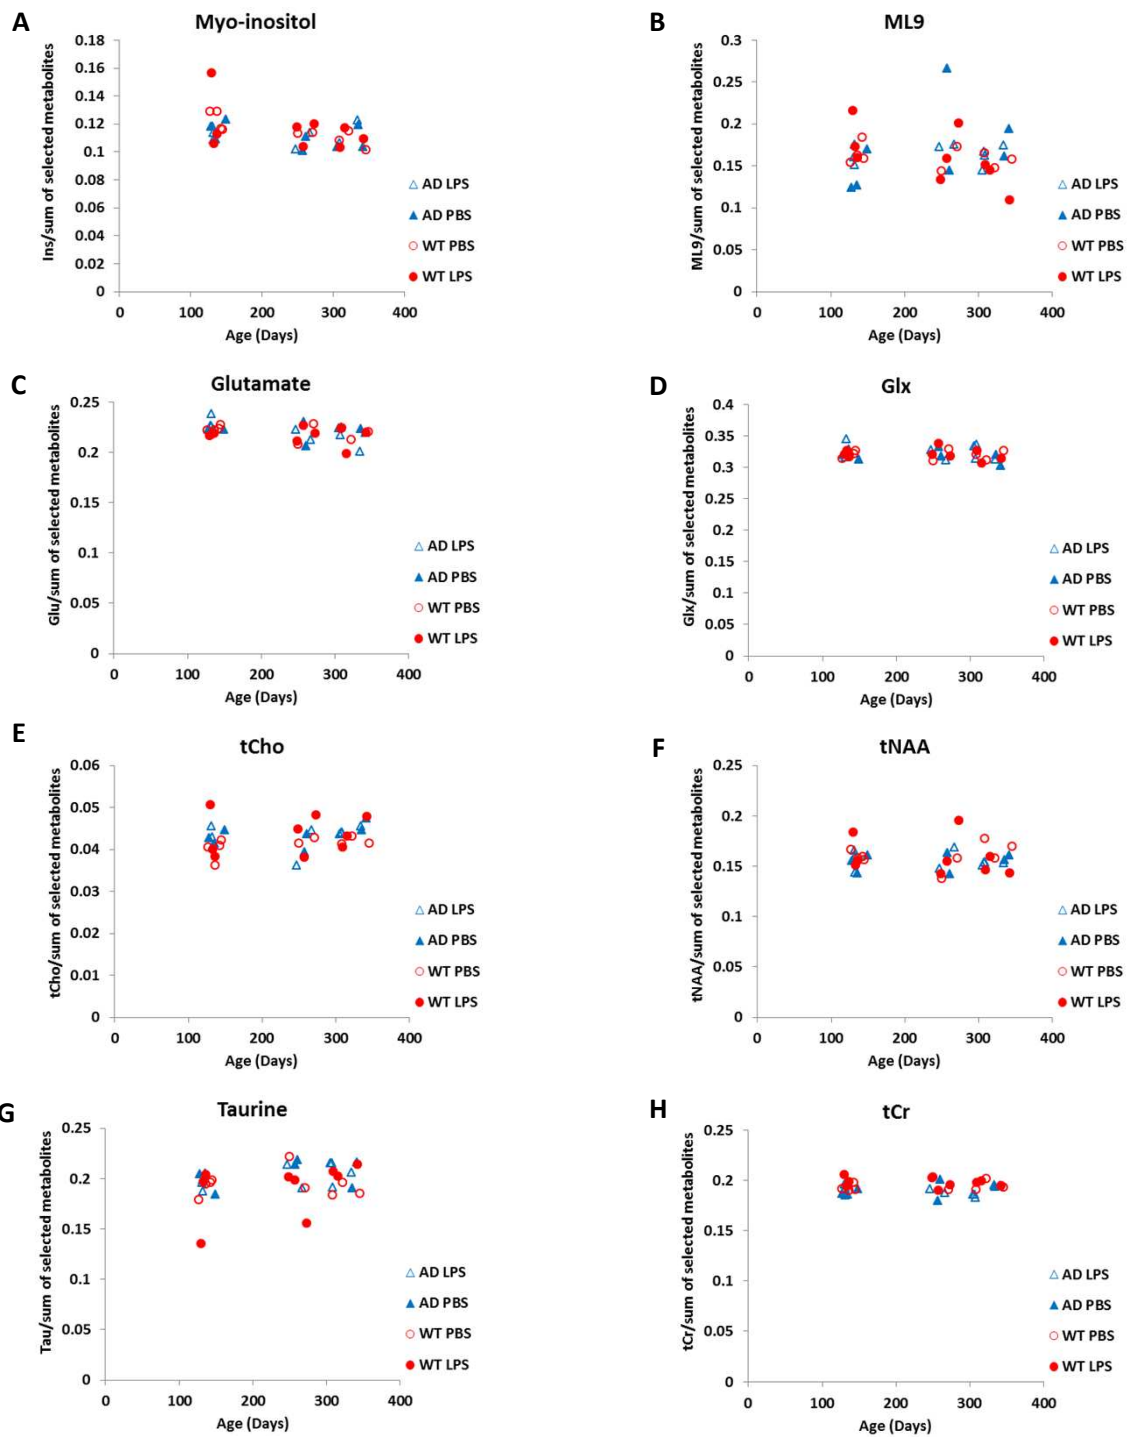 A
Myo-inositol
0.18
0.16
0.14
0.12
0.1
0.08
0.06
0.04
0.02
0
Ins/sum of selected metabolites
0 100 200 300 400
Age (Days)
AD LPS
AD PBS
WT PBS
WT LPS
B
ML9
0.3
0.25
0.2
0.15
0.1
0.05
0
ML9/sum of selected metabolites
0 100 200 300 400
Age (Days)
AD LPS
AD PBS
WT PBS
WT LPS
C
Glutamate
0.25
0.2
0.15
0.1
0.05
0
Glu/sum of selected metabolites
0 100 200 300 400
Age (Days)
AD LPS
AD PBS
WT PBS
WT LPS
D
Glx
0.4
0.35
0.3
0.25
0.2
0.15
0.1
0.05
0
Glx/sum of selected metabolites
0 100 200 300 400
Age (Days)
AD LPS
AD PBS
WT PBS
WT LPS
E
tCho
0.06
0.05
0.04
0.03
0.02
0.01
0
tCho/sum of selected metabolites
0 100 200 300 400
Age (Days)
AD LPS
AD PBS
WT PBS
WT LPS
F
tNAA
0.25
0.2
0.15
0.1
0.05
0
tNAA/sum of selected metabolites
0 100 200 300 400
Age (Days)
AD LPS
AD PBS
WT PBS
WT LPS
G
Taurine
0.25
0.2
0.15
0.1
0.05
0
Tau/sum of selected metabolites
0 100 200 300 400
Age (Days)
AD LPS
AD PBS
WT PBS
WT LPS
H
tCr
0.25
0.2
0.15
0.1
0.05
0
tCr/sum of selected metabolites
0 100 200 300 400
Age (Days)
AD LPS
AD PBS
WT PBS
WT LPS